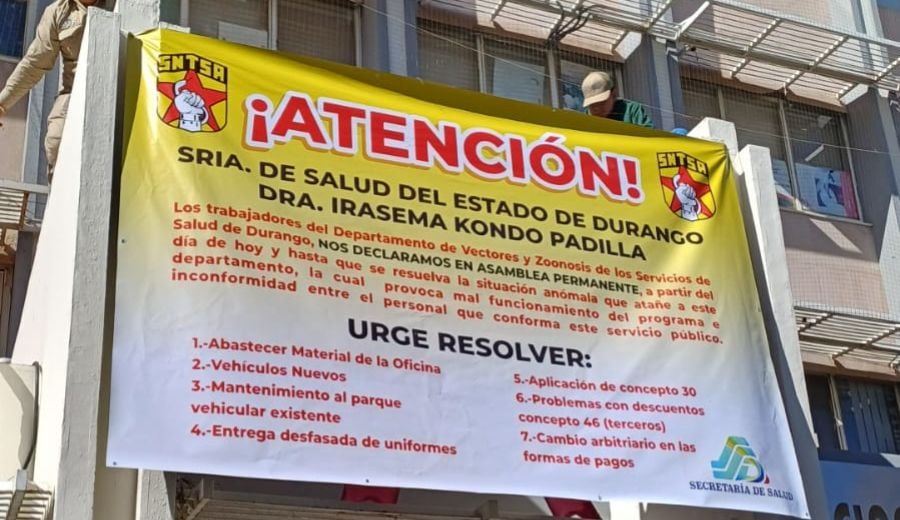 SNTSA
¡ATENCIÓN!
SNTSA
SRIA. DE SALUD DEL ESTADO DE DURANGO
DRA. IRASEMA KONDO PADILLA
Los trabajadores del Departamento de Vectores y Zoonosis de los Servicios de
Salud de Durango, NOS DECLARAMOS EN ASAMBLEA PERMANENTE, a partir del
día de hoy y hasta que se resuelva la situación anómala que atañe a este
departamento, la cual provoca mal funcionamiento del programa e
inconformidad entre el personal que conforma este servicio público.
URGE RESOLVER:
1.-Abastecer Material de la Oficina
2.-Vehículos Nuevos
3.-Mantenimiento al parque
vehicular existente
4.-Entrega desfasada de uniformes
5.-Aplicación de concepto 30
6.-Problemas con descuentos
concepto 46 (terceros)
7.-Cambio arbitriario en las
formas de pagos
SECRETARÍA DE SALUD